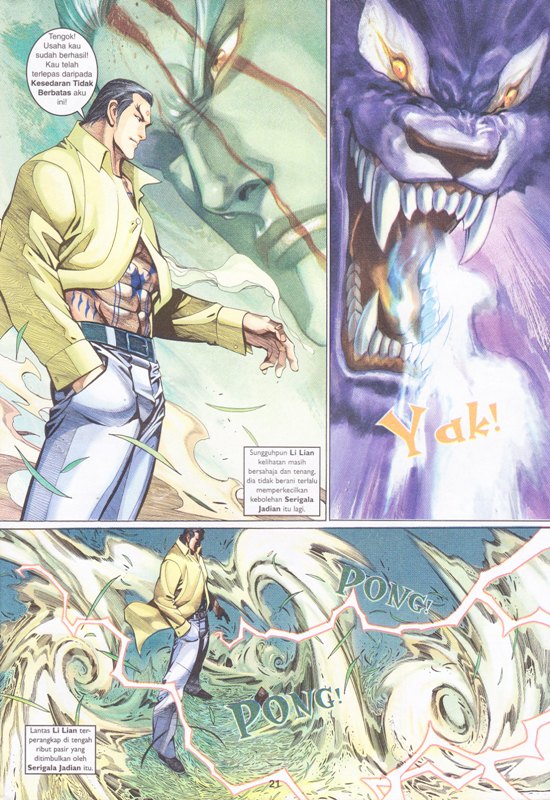 Tengok!
Usaha kau
sudah berhasil!
Kau telah
terlepas daripada
Kesedaran Tidak
Berbatas aku
ini!
Yak!
Sungguhpun Li Lian
kelihatan masih
bersahaja dan tenang,
dia tidak berani terlalu
memperkecilkan
kebolehan Serigala
Jadian itu lagi.
PONG!
PONG!
Lantas Li Lian ter-
perangkap di tengah
ribut pasir yang
ditimbulkan oleh
Serigala Jadian itu.
21